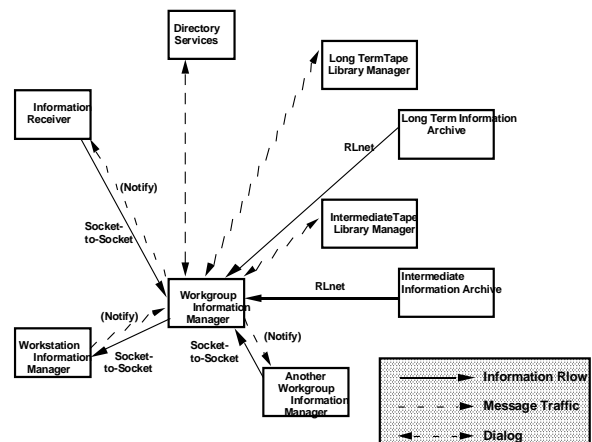 Directory
Services
Long TermTape
Library Manager
Information
Receiver
Long Term Information
Archive
RLnet
(Notify)
Socket-
to-Socket
IntermediateTape
Library Manager
Intermediate
Information Archive
RLnet
Workgroup
Information
Manager
(Notify)
(Notify)
Workstation
Information
Manager
Socket-
to-Socket
Socket-
to-Socket
Another
Workgroup
Information
Manager
Information Rlow
Message Traffic
Dialog